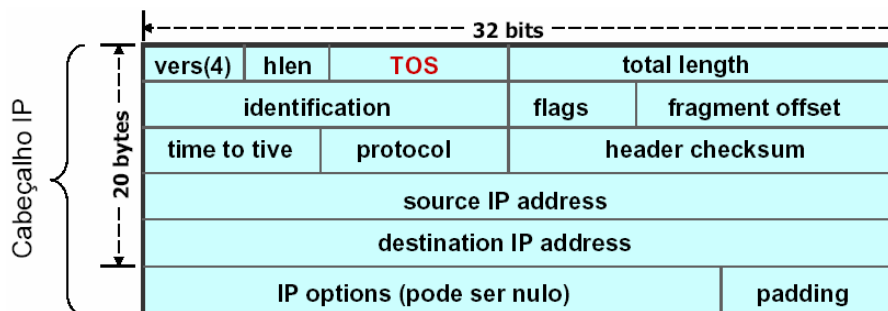 32 bits
vers(4) hlen TOS total length
identification flags fragment offset
time to tive protocol header checksum
source IP address
destination IP address
IP options (pode ser nulo) padding
20 bytes
Cabeçalho IP